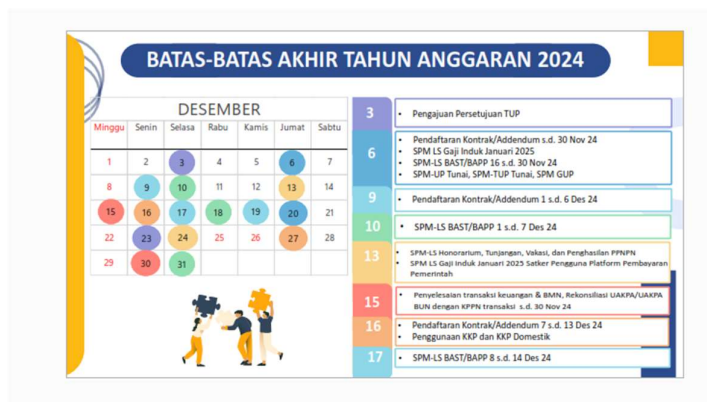 BATAS-BATAS AKHIR TAHUN ANGGARAN 2024
DESEMBER
Minggu Senin Selasa Rabu Kamis Jumat Sabtu
1 2 3 4 5 6 7
8 9 10 11 12 13 14
15 16 17 18 19 20 21
22 23 24 25 26 27 28
29 30 31
3
• Pengajuan Persetujuan TUP
6
• Pendaftaran Kontrak/Addendum s.d. 30 Nov 24
• SPM LS Gaji Induk Januari 2025
• SPM-LS BAST/BAPP 16 s.d. 30 Nov 24
• SPM-UP Tunai, SPM-TUP Tunai, SPM GUP
9
• Pendaftaran Kontrak/Addendum 1 s.d. 6 Des 24
10
• SPM-LS BAST/BAPP 1 s.d. 7 Des 24
13
• SPM-LS Honorarium, Tunjangan, Vakasi, dan Penghasilan PPNPN
• SPM LS Gaji Induk Januari 2025 Satker Pengguna Platform Pembayaran
Pemerintah
15
• Penyelesaian transaksi keuangan & BMN, Rekonsiliasi UAKPA/UAKPA
BUN dengan KPPN transaksi s.d. 30 Nov 24
16
• Pendaftaran Kontrak/Addendum 7 s.d. 13 Des 24
• Penggunaan KKP dan KKP Domestik
17
• SPM-LS BAST/BAPP 8 s.d. 14 Des 24